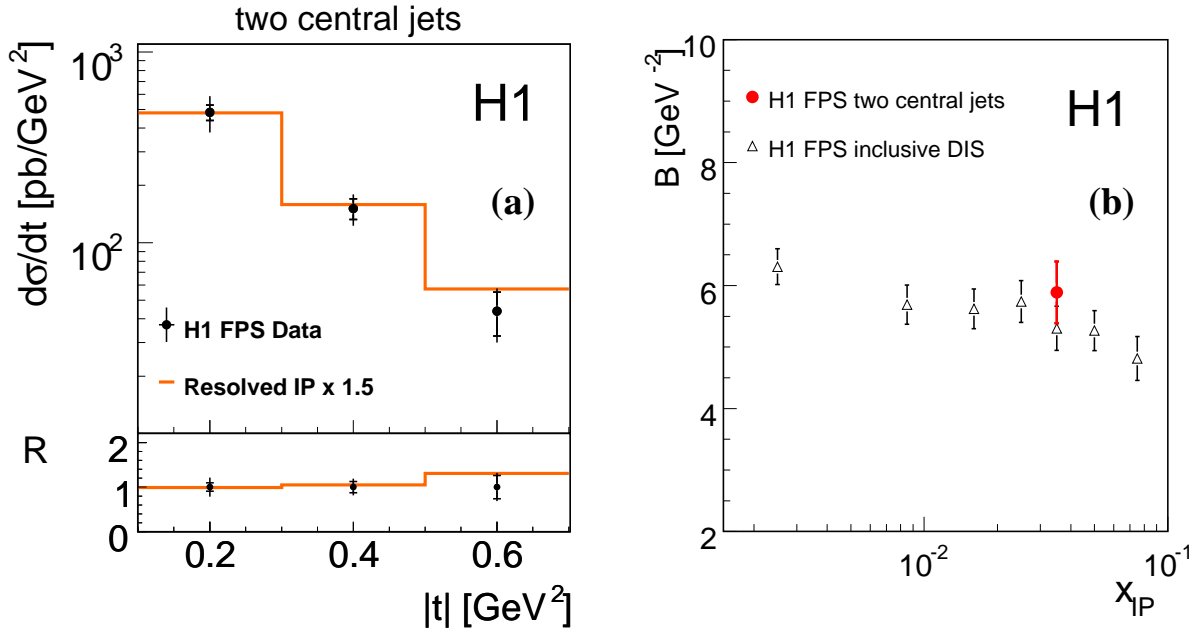 two central jets
dσ/dt [pb/GeV²]
10³
10²
H1
(a)
H1 FPS Data
Resolved IP x 1.5
R
2
1
0
0.2 0.4 0.6
|t| [GeV²]
B [GeV⁻²]
10
8
6
4
2
H1 FPS two central jets
H1 FPS inclusive DIS
H1
(b)
10⁻² 10⁻¹
x_IP